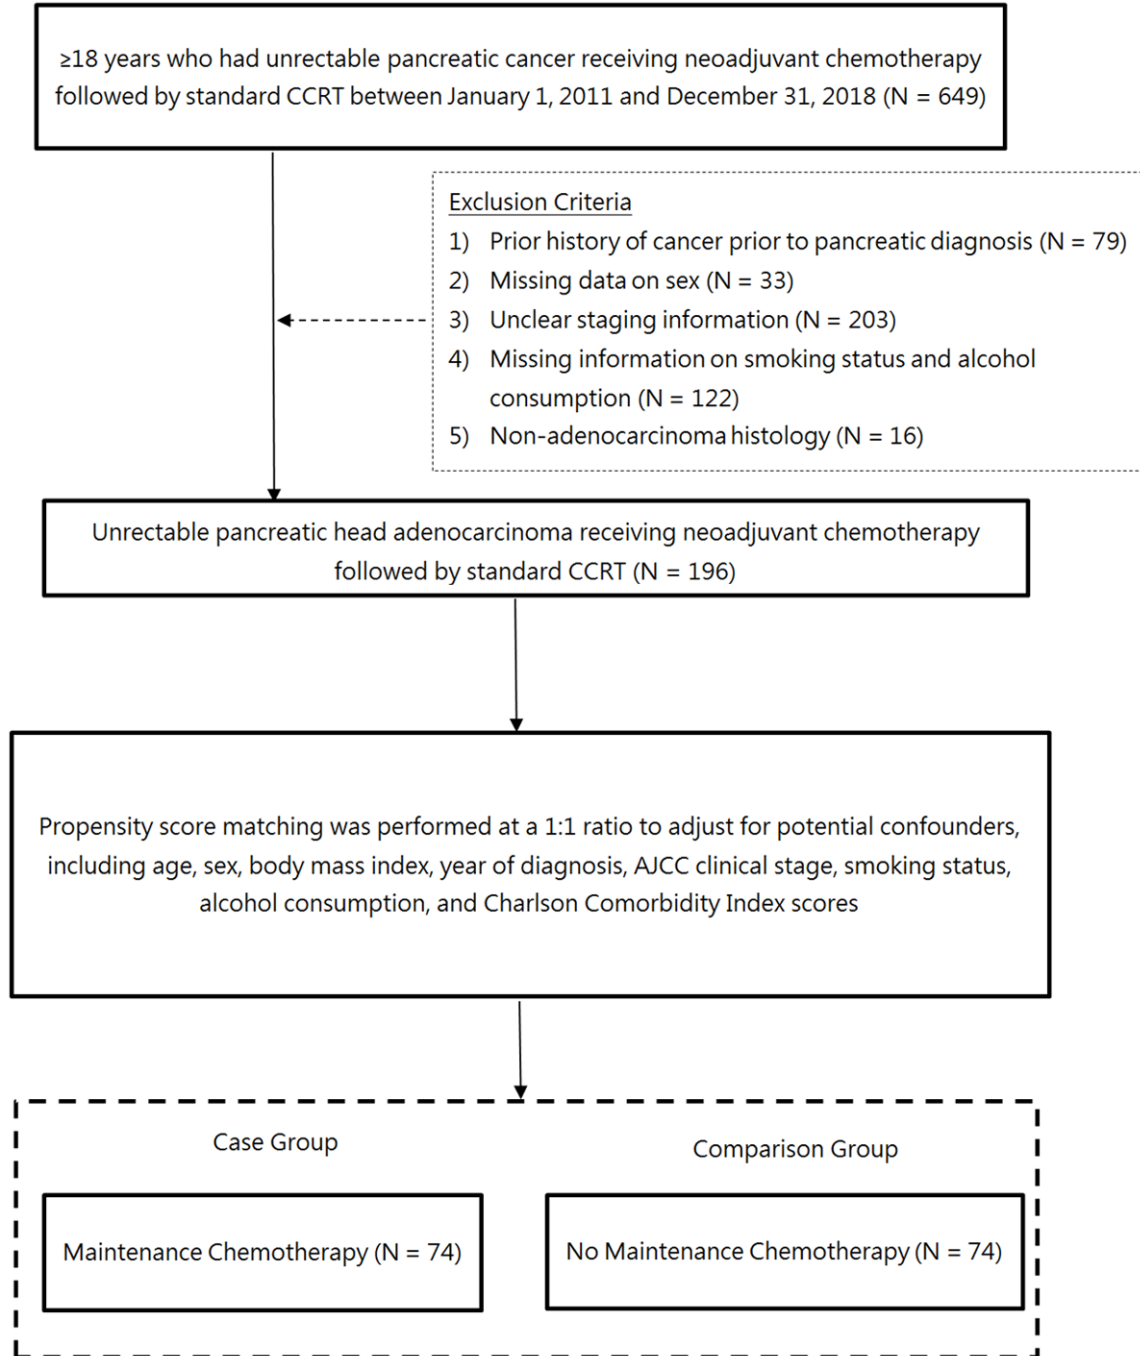 ≥18 years who had unrectable pancreatic cancer receiving neoadjuvant chemotherapy
followed by standard CCRT between January 1, 2011 and December 31, 2018 (N = 649)
Exclusion Criteria
1) Prior history of cancer prior to pancreatic diagnosis (N = 79)
2) Missing data on sex (N = 33)
3) Unclear staging information (N = 203)
4) Missing information on smoking status and alcohol
consumption (N = 122)
5) Non-adenocarcinoma histology (N = 16)
Unrectable pancreatic head adenocarcinoma receiving neoadjuvant chemotherapy
followed by standard CCRT (N = 196)
Propensity score matching was performed at a 1:1 ratio to adjust for potential confounders,
including age, sex, body mass index, year of diagnosis, AJCC clinical stage, smoking status,
alcohol consumption, and Charlson Comorbidity Index scores
Case Group
Comparison Group
Maintenance Chemotherapy (N = 74)
No Maintenance Chemotherapy (N = 74)